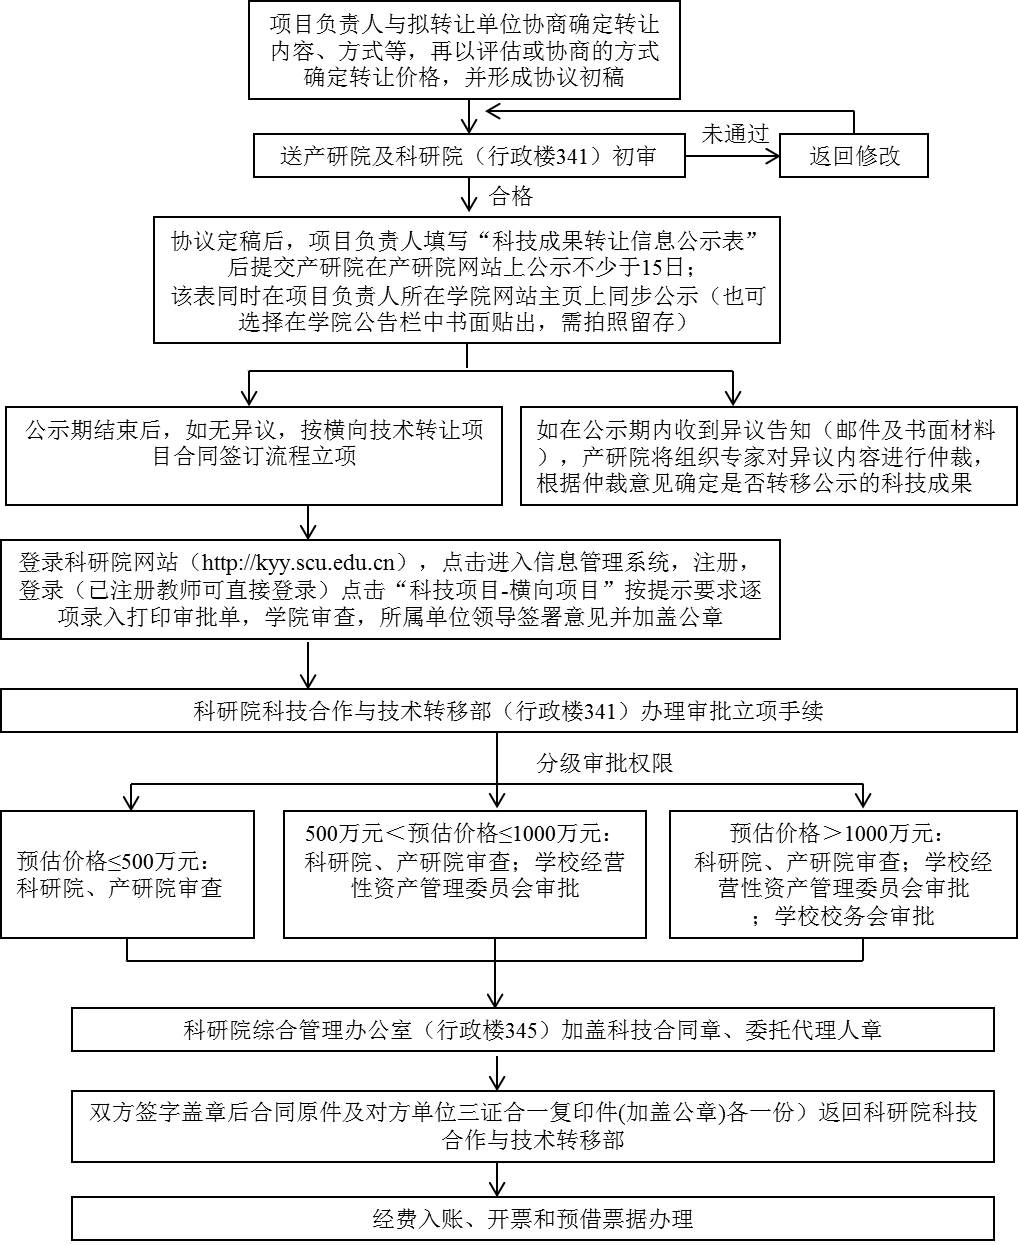 项目负责人与拟转让单位协商确定转让
内容、方式等，再以评估或协商的方式
确定转让价格，并形成协议初稿
送产研院及科研院（行政楼341）初审
未通过
返回修改
合格
协议定稿后，项目负责人填写“科技成果转让信息公示表”
后提交产研院在产研院网站上公示不少于15日；
该表同时在项目负责人所在学院网站主页上同步公示（也可
选择在学院公告栏中书面贴出，需拍照留存）
公示期结束后，如无异议，按横向技术转让项
目合同签订流程立项
如在公示期内收到异议告知（邮件及书面材料
），产研院将组织专家对异议内容进行仲裁，
根据仲裁意见确定是否转移公示的科技成果
登录科研院网站（http://kyy.scu.edu.cn），点击进入信息管理系统，注册，
登录（已注册教师可直接登录）点击“科技项目-横向项目”按提示要求逐
项录入打印审批单，学院审查，所属单位领导签署意见并加盖公章
科研院科技合作与技术转移部（行政楼341）办理审批立项手续
分级审批权限
预估价格≤500万元：
科研院、产研院审查
500万元＜预估价格≤1000万元：
科研院、产研院审查；学校经营
性资产管理委员会审批
预估价格＞1000万元：
科研院、产研院审查；学校经
营性资产管理委员会审批
；学校校务会审批
科研院综合管理办公室（行政楼345）加盖科技合同章、委托代理人章
双方签字盖章后合同原件及对方单位三证合一复印件(加盖公章)各一份）返回科研院科技
合作与技术转移部
经费入账、开票和预借票据办理